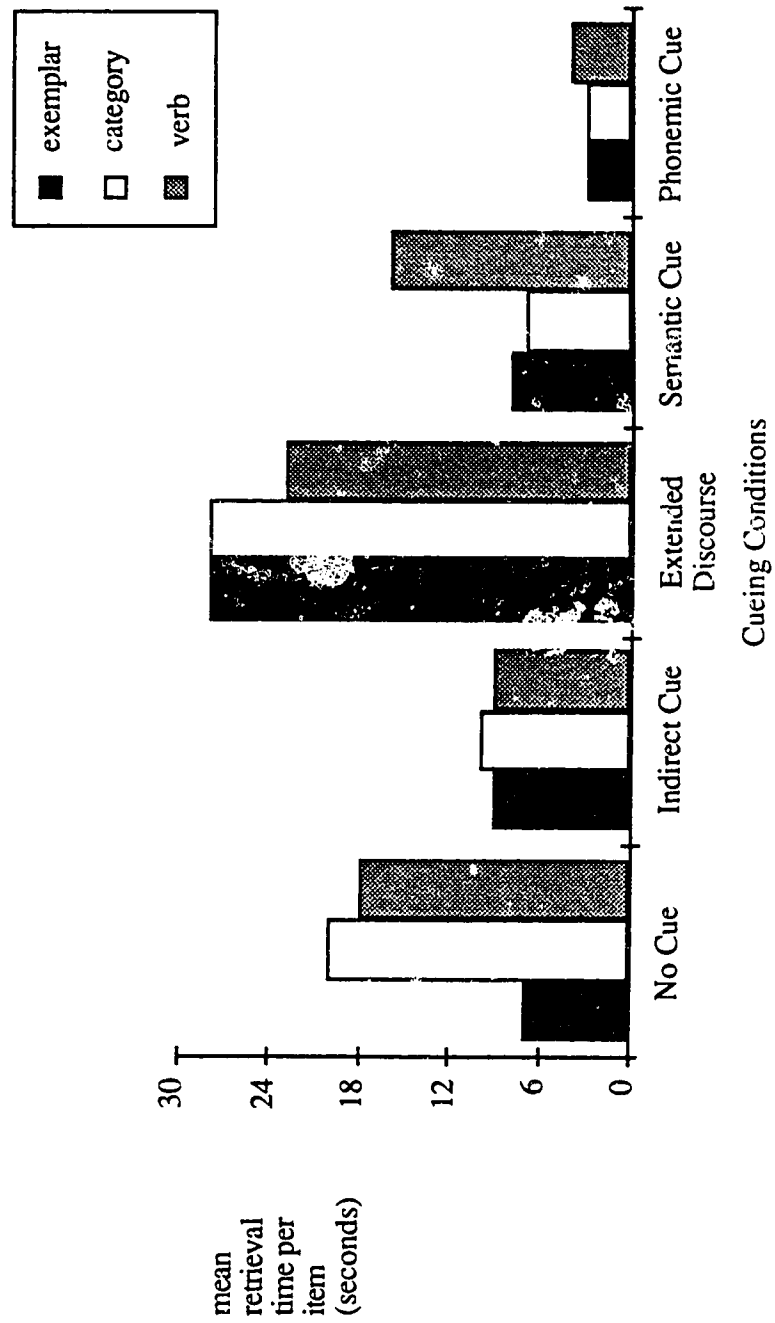 exemplar
category
verb
mean
retrieval
time per
item
(seconds)
30
24
18
12
6
0
No Cue
Indirect Cue
Extended
Discourse
Semantic Cue
Phonemic Cue
Cueing Conditions